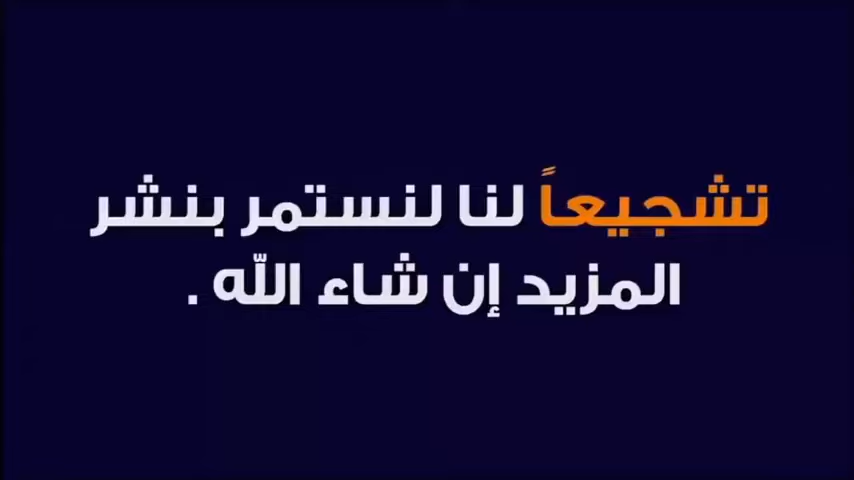 تشجيعاً لنا لنستمر بنشر
المزيد إن شاء الله .